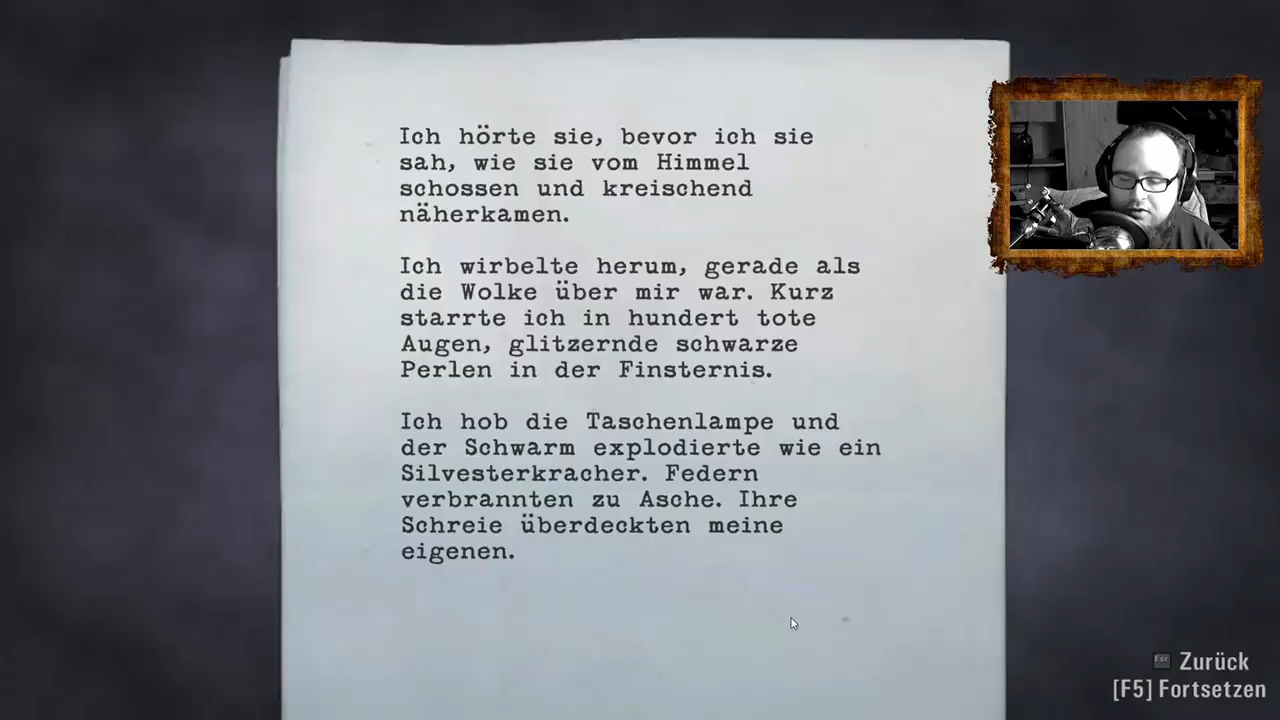 Ich hörte sie, bevor ich sie
sah, wie sie vom Himmel
schossen und kreischend
näherkamen.
Ich wirbelte herum, gerade als
die Wolke über mir war. Kurz
starrte ich in hundert tote
Augen, glitzernde schwarze
Perlen in der Finsternis.
Ich hob die Taschenlampe und
der Schwarm explodierte wie ein
Silvesterkracher. Federn
verbrannten zu Asche. Ihre
Schreie überdeckten meine
eigenen.
Esc Zurück
[F5] Fortsetzen